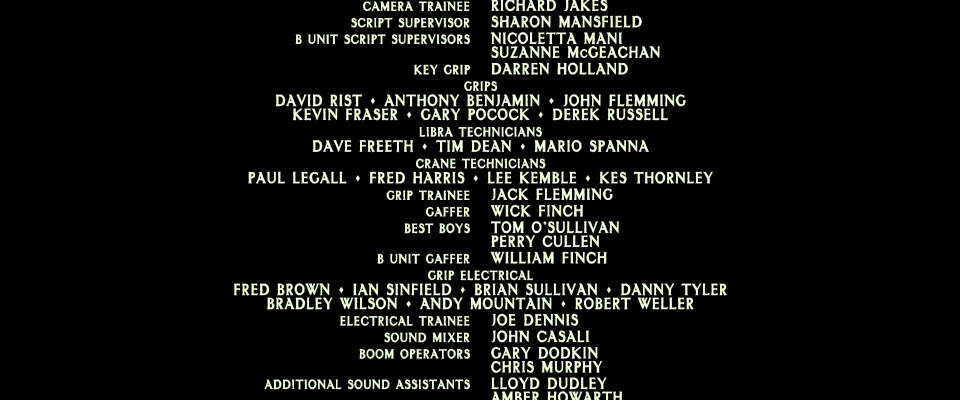 CAMERA TRAINEE RICHARD JAKES
SCRIPT SUPERVISOR SHARON MANSFIELD
B UNIT SCRIPT SUPERVISORS NICOLETTA MANI
SUZANNE McGEACHAN
KEY GRIP DARREN HOLLAND
GRIPS
DAVID RIST • ANTHONY BENJAMIN • JOHN FLEMMING
KEVIN FRASER • GARY POCOCK • DEREK RUSSELL
LIBRA TECHNICIANS
DAVE FREETH • TIM DEAN • MARIO SPANNA
CRANE TECHNICIANS
PAUL LEGALL • FRED HARRIS • LEE KEMBLE • KES THORNLEY
GRIP TRAINEE JACK FLEMMING
GAFFER WICK FINCH
BEST BOYS TOM O'SULLIVAN
PERRY CULLEN
B UNIT GAFFER WILLIAM FINCH
GRIP ELECTRICAL
FRED BROWN • IAN SINFIELD • BRIAN SULLIVAN • DANNY TYLER
BRADLEY WILSON • ANDY MOUNTAIN • ROBERT WELLER
ELECTRICAL TRAINEE JOE DENNIS
SOUND MIXER JOHN CASALI
BOOM OPERATORS GARY DODKIN
CHRIS MURPHY
ADDITIONAL SOUND ASSISTANTS LLOYD DUDLEY
AMBER HOWARTH